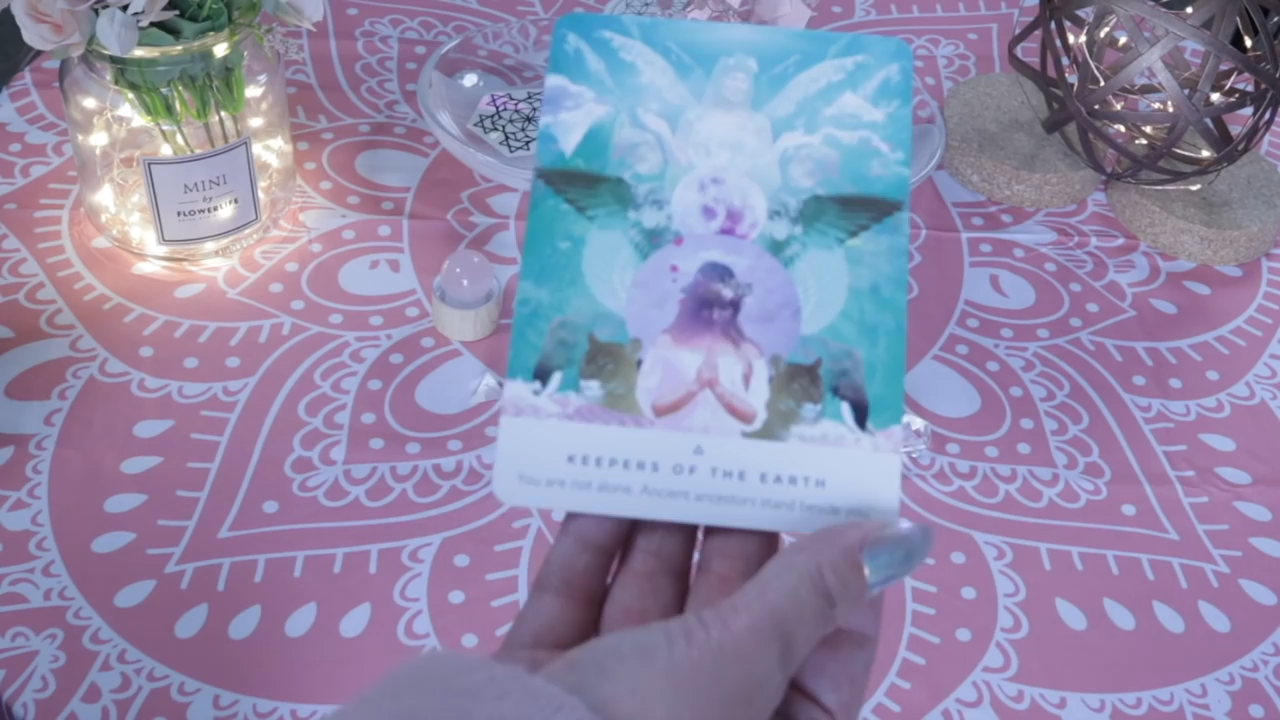 MINI
by
FLOWERLIFE
KEEPERS OF THE EARTH
You are not alone. Ancient ancestors stand beside you.